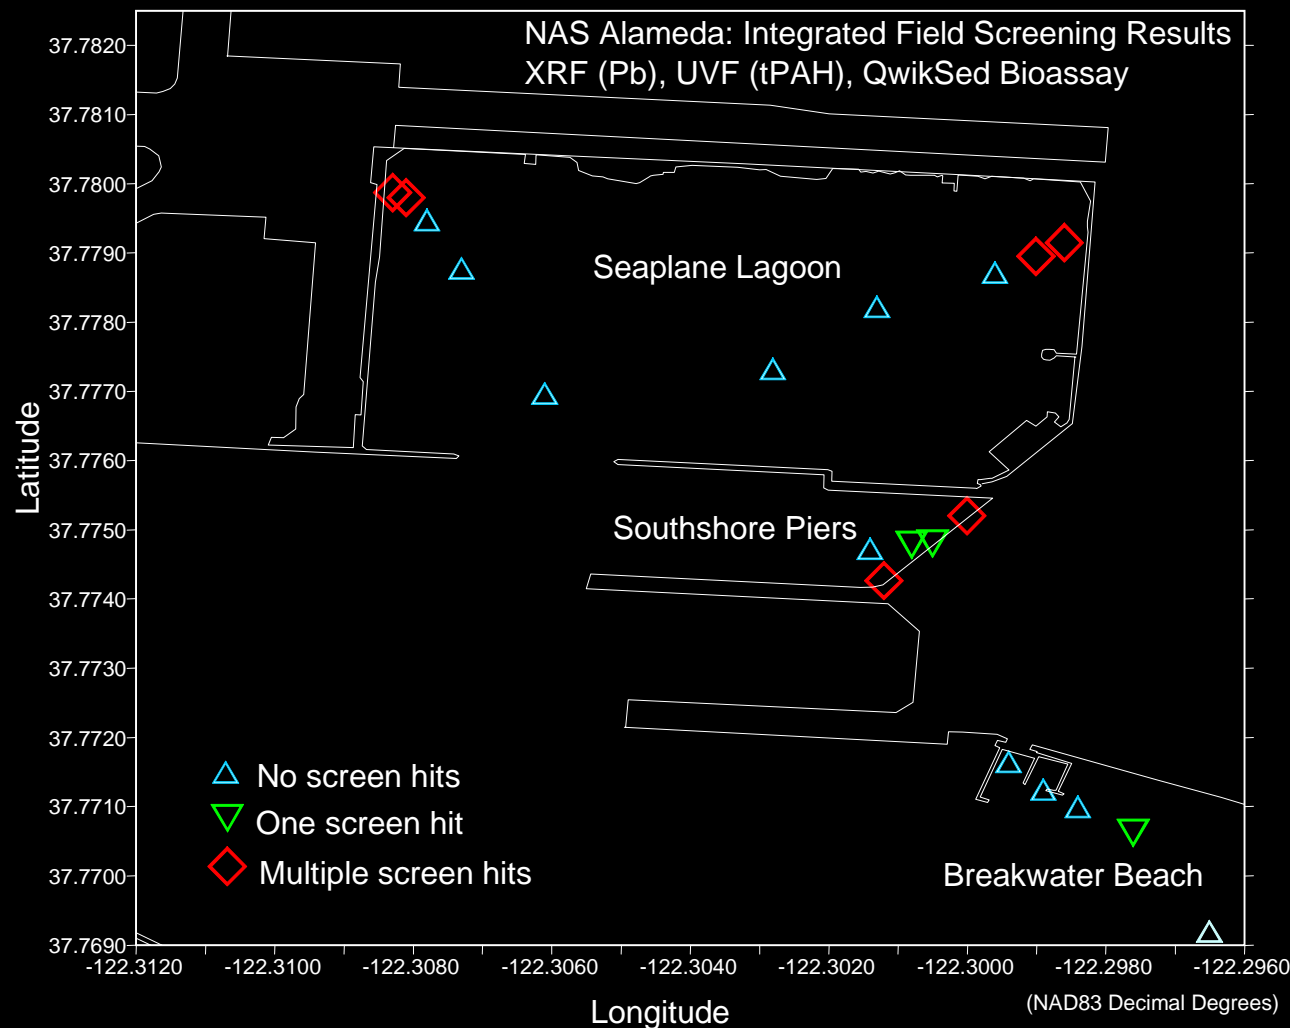 NAS Alameda: Integrated Field Screening Results
XRF (Pb), UVF (tPAH), QwikSed Bioassay
37.7820
37.7810
37.7800
37.7790
37.7780
37.7770
37.7760
37.7750
37.7740
37.7730
37.7720
37.7710
37.7700
37.7690
Latitude
Seaplane Lagoon
Southshore Piers
No screen hits
One screen hit
Multiple screen hits
Breakwater Beach
-122.3120
-122.3100
-122.3080
-122.3060
-122.3040
-122.3020
-122.3000
-122.2980
-122.2960
Longitude
(NAD83 Decimal Degrees)